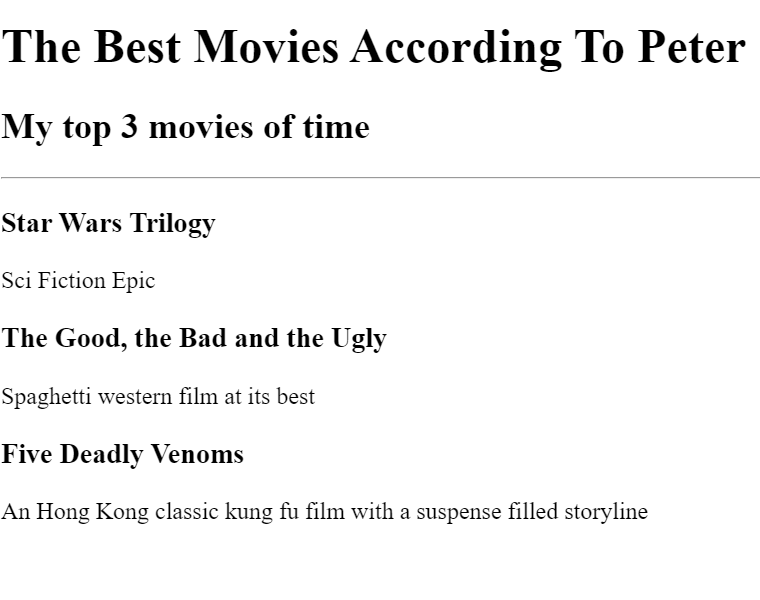 The Best Movies According To Peter
My top 3 movies of time
Star Wars Trilogy
Sci Fiction Epic
The Good, the Bad and the Ugly
Spaghetti western film at its best
Five Deadly Venoms
An Hong Kong classic kung fu film with a suspense filled storyline